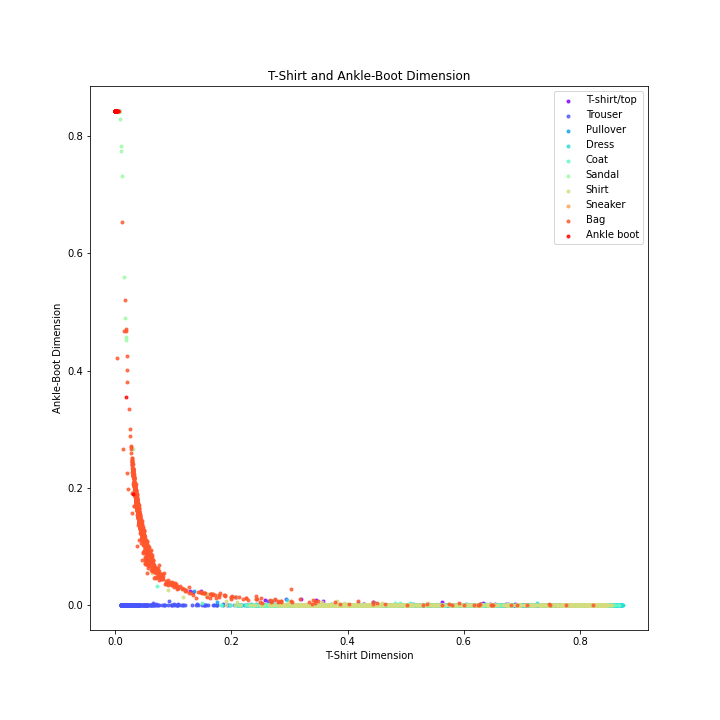 T-Shirt and Ankle-Boot Dimension
T-shirt/top
Trouser
Pullover
Dress
Coat
Sandal
Shirt
Sneaker
Bag
Ankle boot
0.8
0.6
0.4
0.2
0.0
Ankle-Boot Dimension
0.0 0.2 0.4 0.6 0.8
T-Shirt Dimension